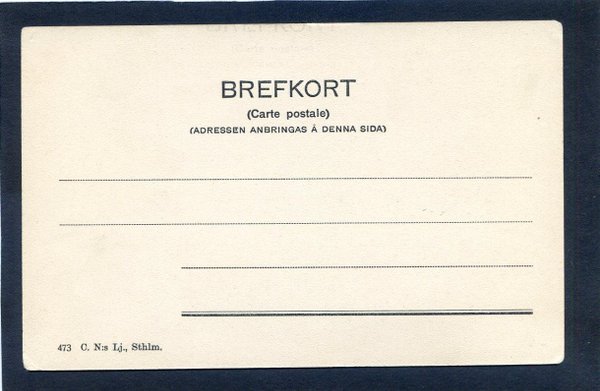 BREFKORT
(Carte postale)
(ADRESSEN ANBRINGAS Å DENNA SIDA)
473 C. N:s Lj., Sthlm.